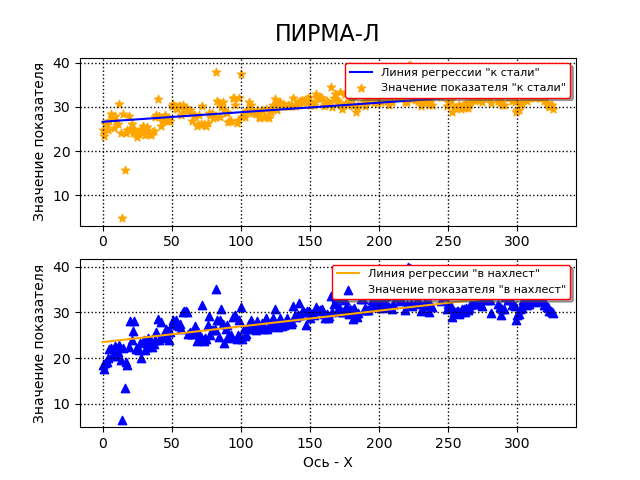 ПИРМА-Л
Значение показателя
40
30
20
10
Линия регрессии "к стали"
Значение показателя "к стали"
0 50 100 150 200 250 300
Значение показателя
40
30
20
10
Линия регрессии "в нахлест"
Значение показателя "в нахлест"
0 50 100 150 200 250 300
Ось - X